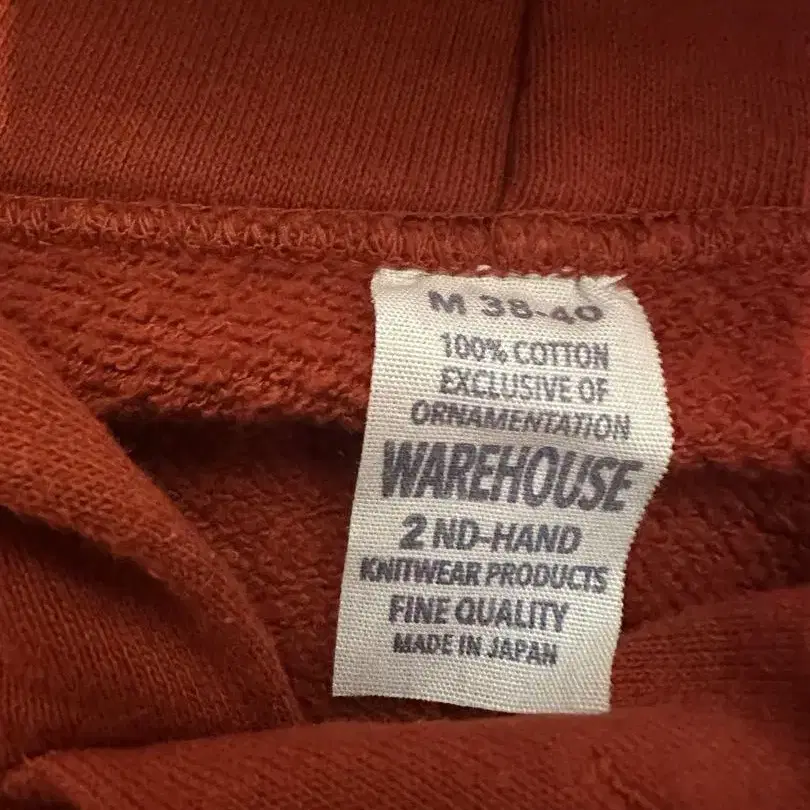 M 38-40
100% COTTON
EXCLUSIVE OF
ORNAMENTATION
WAREHOUSE
2 ND-HAND
KNITWEAR PRODUCTS
FINE QUALITY
MADE IN JAPAN